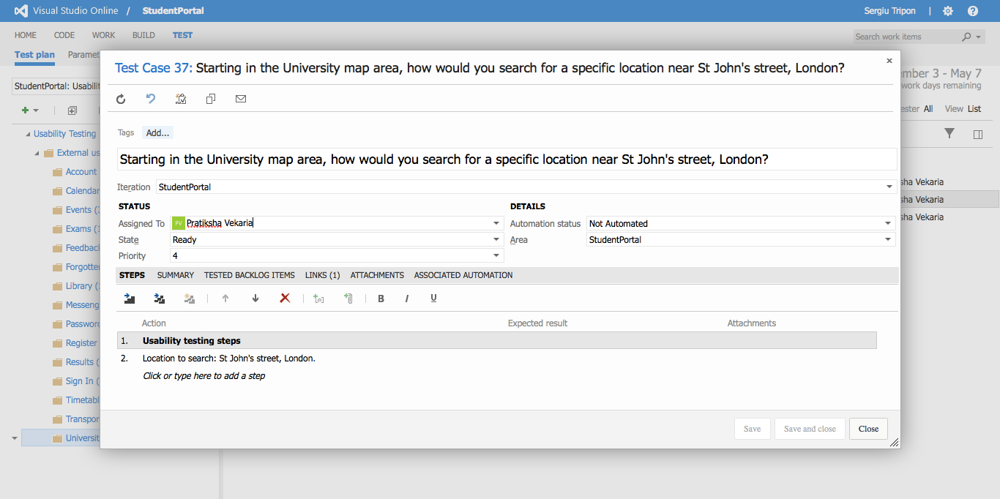 Visual Studio Online / StudentPortal
Sergiu Tripon
HOME CODE WORK BUILD TEST
Search work items
Test plan Paramet
StudentPortal: Usabili
Usability Testing
External us
Account
Calendar
Events (
Exams (
Feedbac
Forgotte
Library (
Messeng
Passwor
Register
Results (
Sign In (
Timetabl
Transpor
Universit
Test Case 37: Starting in the University map area, how would you search for a specific location near St John's street, London?
Tags Add...
Starting in the University map area, how would you search for a specific location near St John's street, London?
Iteration StudentPortal
STATUS
Assigned To PV Pratiksha Vekaria
State Ready
Priority 4
DETAILS
Automation status Not Automated
Area StudentPortal
STEPS SUMMARY TESTED BACKLOG ITEMS LINKS (1) ATTACHMENTS ASSOCIATED AUTOMATION
B I U
Action Expected result Attachments
1. Usability testing steps
2. Location to search: St John's street, London.
Click or type here to add a step
Save Save and close Close
mber 3 - May 7
work days remaining
ester All View List
sha Vekaria
sha Vekaria
sha Vekaria